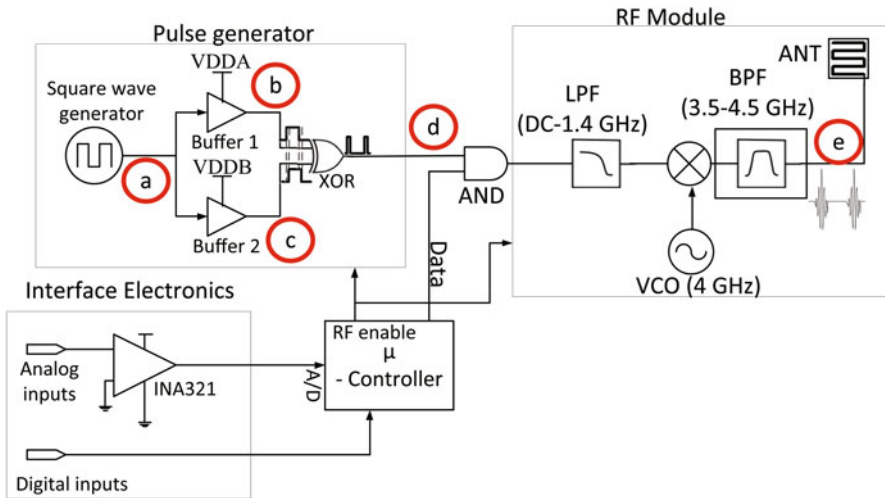 Pulse generator
RF Module
Square wave
generator
VDDA
b
Buffer 1
a
VDDB
Buffer 2
c
XOR
d
AND
LPF
(DC-1.4 GHz)
BPF
(3.5-4.5 GHz)
ANT
e
VCO (4 GHz)
Data
Interface Electronics
Analog
inputs
INA321
A/D
RF enable
μ
- Controller
Digital inputs